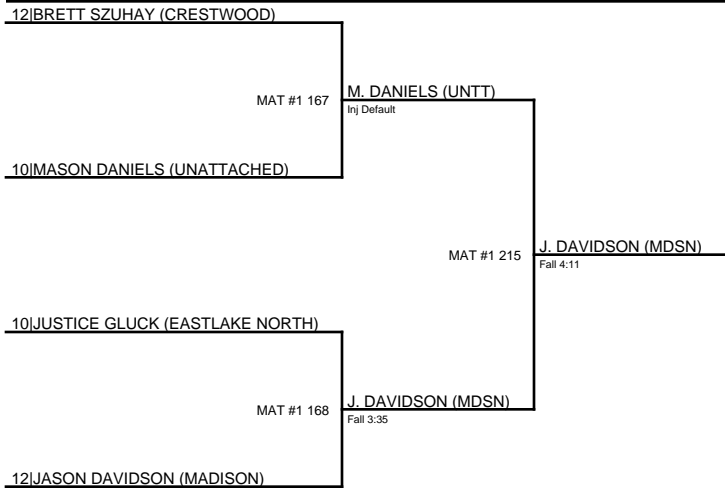 12|BRETT SZUHAY (CRESTWOOD)
MAT #1 167
M. DANIELS (UNTT)
Inj Default
10|MASON DANIELS (UNATTACHED)
MAT #1 215
J. DAVIDSON (MDSN)
Fall 4:11
10|JUSTICE GLUCK (EASTLAKE NORTH)
MAT #1 168
J. DAVIDSON (MDSN)
Fall 3:35
12|JASON DAVIDSON (MADISON)